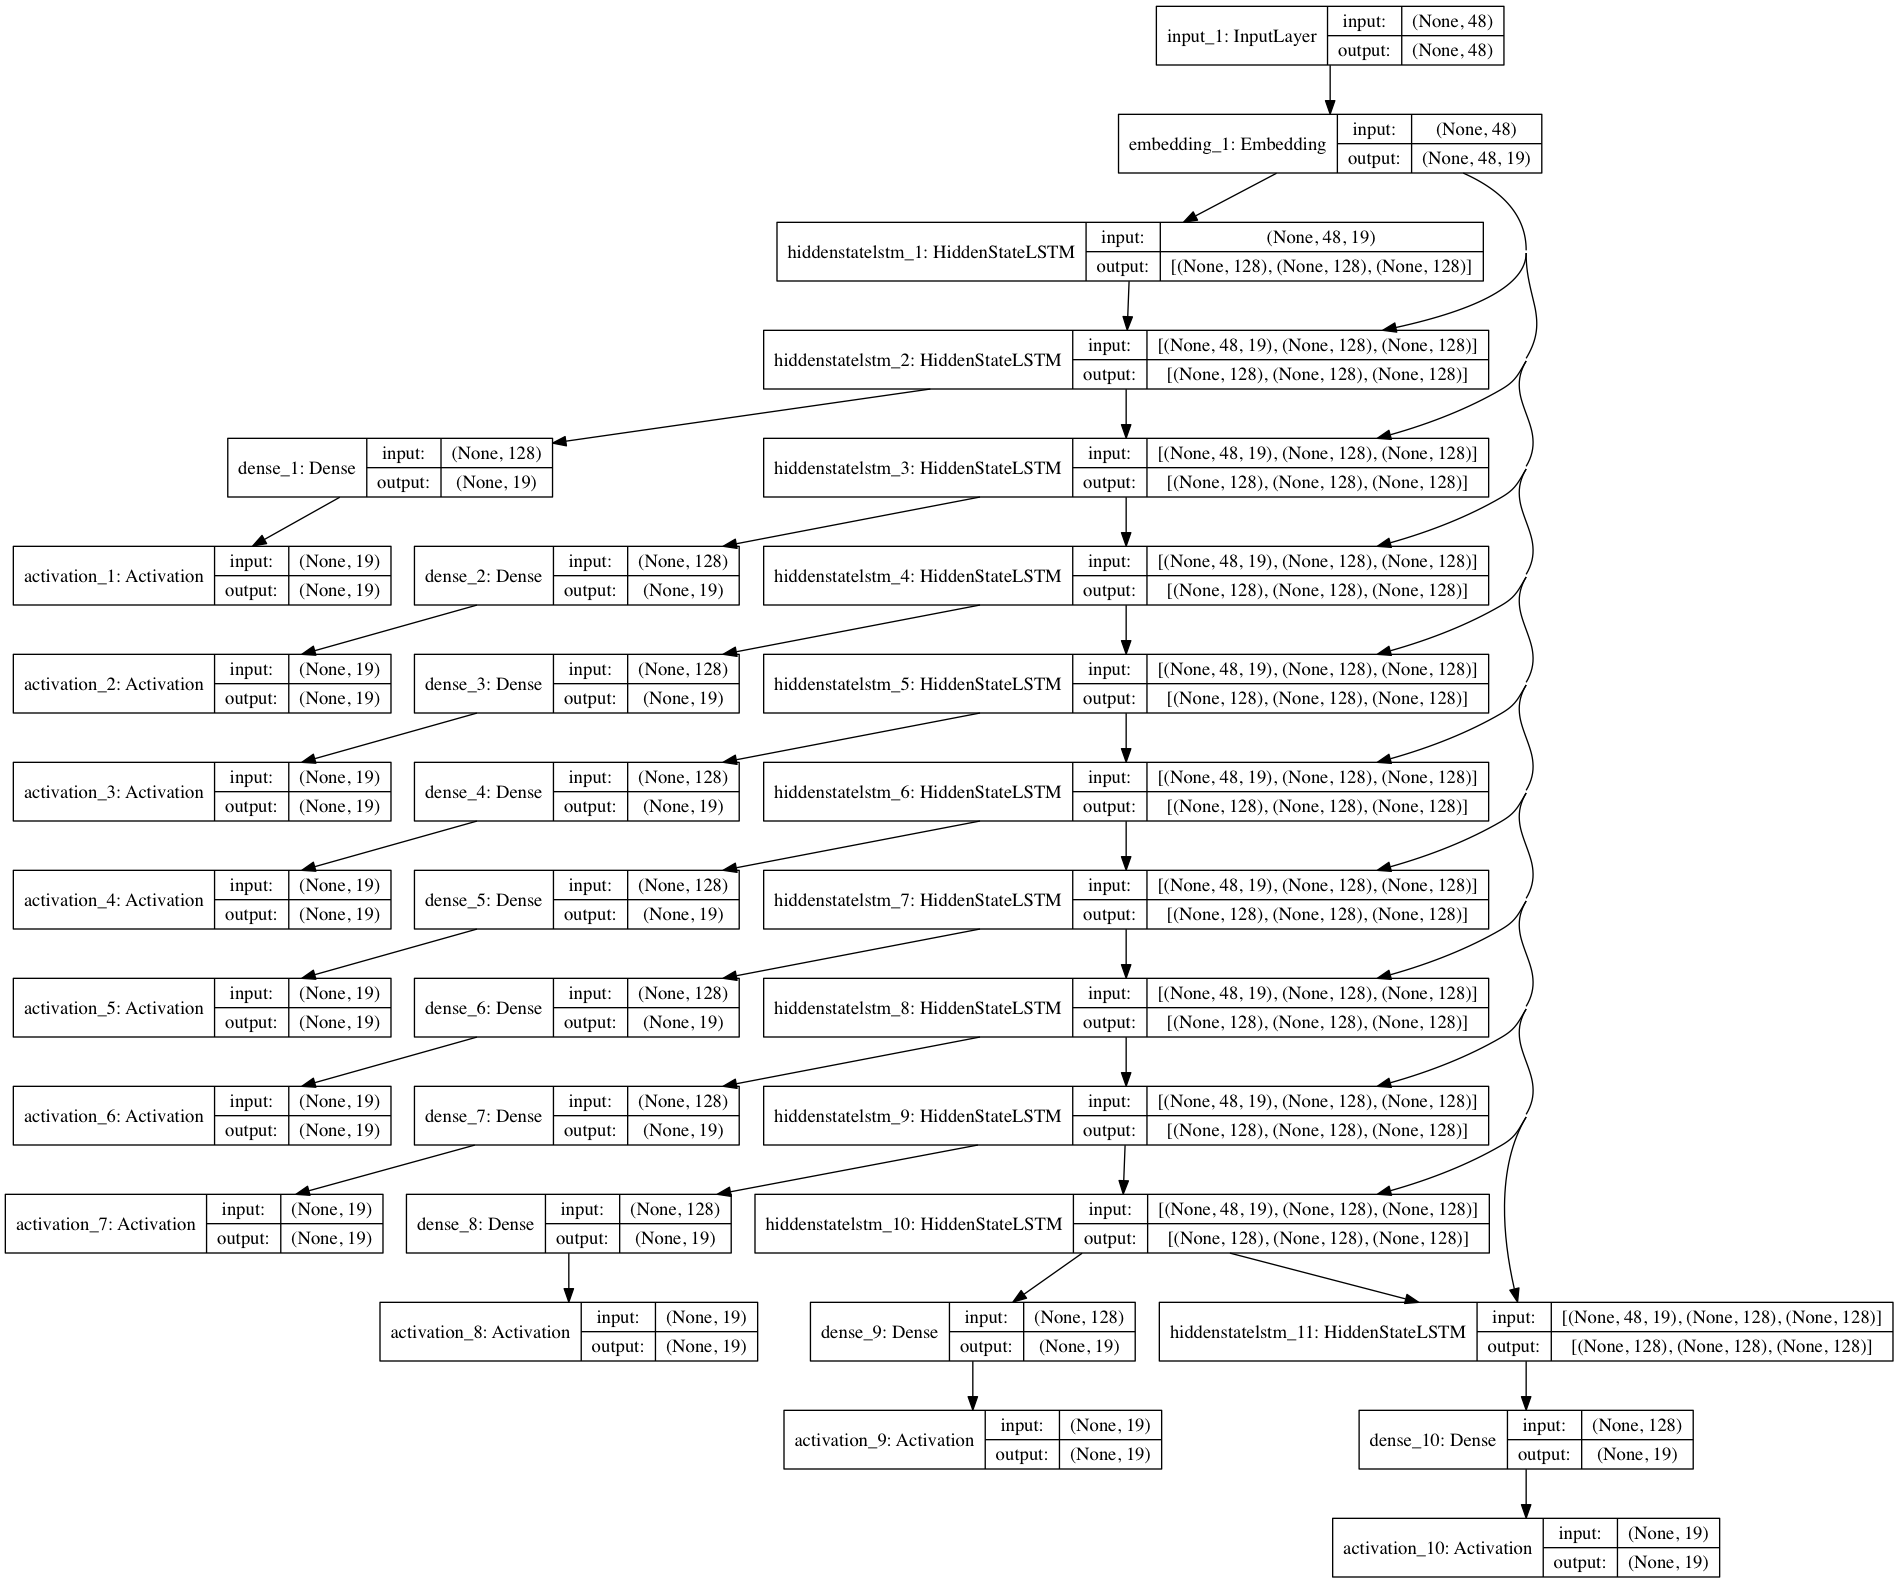 input_1: InputLayer input: (None, 48)
output: (None, 48)
embedding_1: Embedding input: (None, 48)
output: (None, 48, 19)
hiddenstatelstm_1: HiddenStateLSTM input: (None, 48, 19)
output: [(None, 128), (None, 128), (None, 128)]
hiddenstatelstm_2: HiddenStateLSTM input: [(None, 48, 19), (None, 128), (None, 128)]
output: [(None, 128), (None, 128), (None, 128)]
dense_1: Dense input: (None, 128)
output: (None, 19)
hiddenstatelstm_3: HiddenStateLSTM input: [(None, 48, 19), (None, 128), (None, 128)]
output: [(None, 128), (None, 128), (None, 128)]
activation_1: Activation input: (None, 19)
output: (None, 19)
dense_2: Dense input: (None, 128)
output: (None, 19)
hiddenstatelstm_4: HiddenStateLSTM input: [(None, 48, 19), (None, 128), (None, 128)]
output: [(None, 128), (None, 128), (None, 128)]
activation_2: Activation input: (None, 19)
output: (None, 19)
dense_3: Dense input: (None, 128)
output: (None, 19)
hiddenstatelstm_5: HiddenStateLSTM input: [(None, 48, 19), (None, 128), (None, 128)]
output: [(None, 128), (None, 128), (None, 128)]
activation_3: Activation input: (None, 19)
output: (None, 19)
dense_4: Dense input: (None, 128)
output: (None, 19)
hiddenstatelstm_6: HiddenStateLSTM input: [(None, 48, 19), (None, 128), (None, 128)]
output: [(None, 128), (None, 128), (None, 128)]
activation_4: Activation input: (None, 19)
output: (None, 19)
dense_5: Dense input: (None, 128)
output: (None, 19)
hiddenstatelstm_7: HiddenStateLSTM input: [(None, 48, 19), (None, 128), (None, 128)]
output: [(None, 128), (None, 128), (None, 128)]
activation_5: Activation input: (None, 19)
output: (None, 19)
dense_6: Dense input: (None, 128)
output: (None, 19)
hiddenstatelstm_8: HiddenStateLSTM input: [(None, 48, 19), (None, 128), (None, 128)]
output: [(None, 128), (None, 128), (None, 128)]
activation_6: Activation input: (None, 19)
output: (None, 19)
dense_7: Dense input: (None, 128)
output: (None, 19)
hiddenstatelstm_9: HiddenStateLSTM input: [(None, 48, 19), (None, 128), (None, 128)]
output: [(None, 128), (None, 128), (None, 128)]
activation_7: Activation input: (None, 19)
output: (None, 19)
dense_8: Dense input: (None, 128)
output: (None, 19)
hiddenstatelstm_10: HiddenStateLSTM input: [(None, 48, 19), (None, 128), (None, 128)]
output: [(None, 128), (None, 128), (None, 128)]
activation_8: Activation input: (None, 19)
output: (None, 19)
dense_9: Dense input: (None, 128)
output: (None, 19)
hiddenstatelstm_11: HiddenStateLSTM input: [(None, 48, 19), (None, 128), (None, 128)]
output: [(None, 128), (None, 128), (None, 128)]
activation_9: Activation input: (None, 19)
output: (None, 19)
dense_10: Dense input: (None, 128)
output: (None, 19)
activation_10: Activation input: (None, 19)
output: (None, 19)